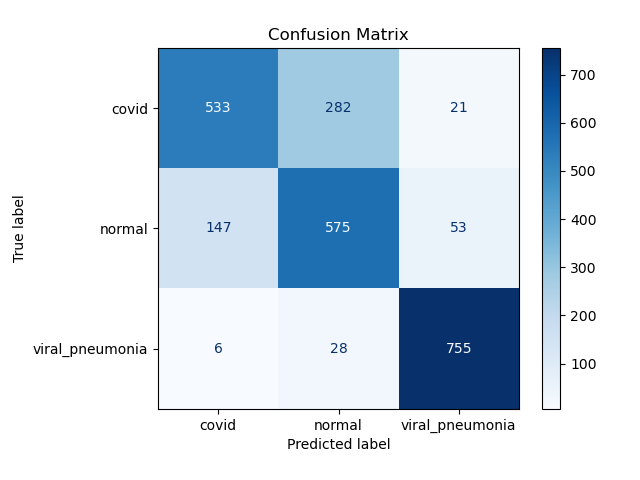 Confusion Matrix
True label
covid 533 282 21
normal 147 575 53
viral_pneumonia 6 28 755
covid normal viral_pneumonia
Predicted label
700
600
500
400
300
200
100